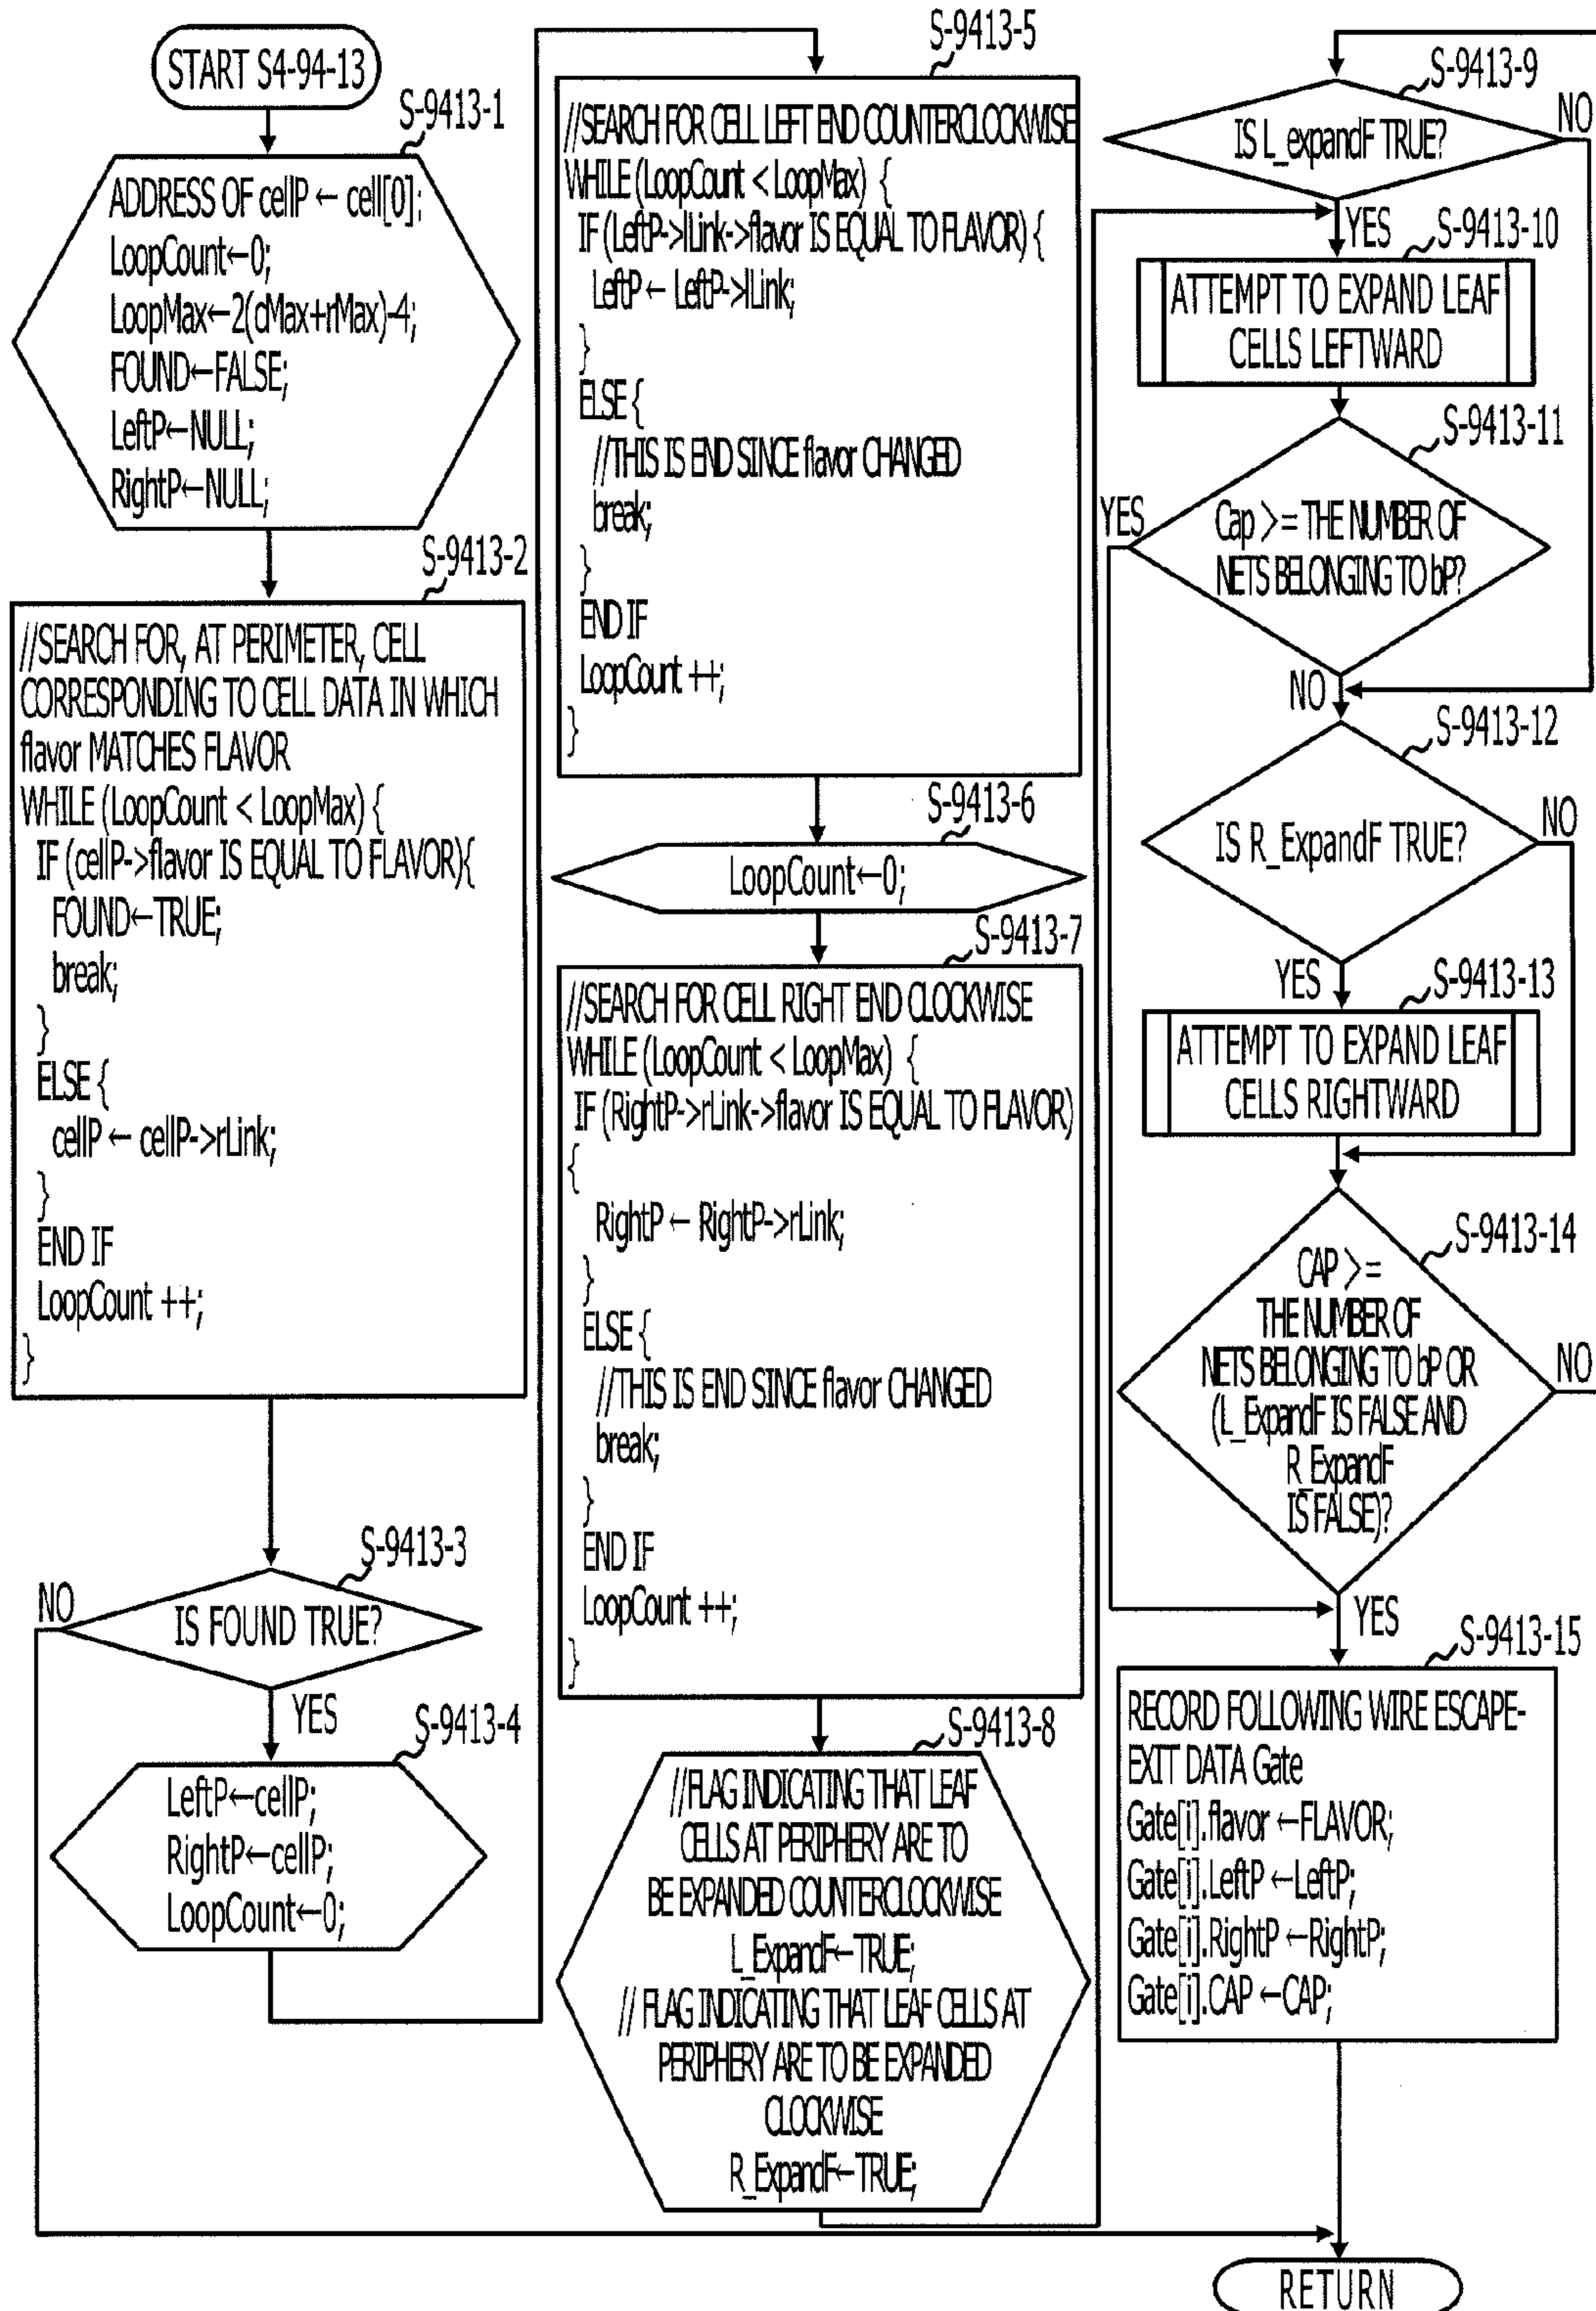 START S4-94-13
S-9413-1
ADDRESS OF cellP ← cell[0];
LoopCount←0;
LoopMax←2(dMax+rMax)-4;
FOUND←FALSE;
LeftP←NULL;
RightP←NULL;
S-9413-2
//SEARCH FOR, AT PERIMETER, CELL
CORRESPONDING TO CELL DATA IN WHICH
flavor MATCHES FLAVOR
WHILE (LoopCount < LoopMax) {
IF (cellP->flavor IS EQUAL TO FLAVOR){
FOUND←TRUE;
break;
}
ELSE {
cellP ← cellP->rLink;
}
END IF
LoopCount ++;
}
S-9413-3
NO
IS FOUND TRUE?
YES
S-9413-4
LeftP←cellP;
RightP←cellP;
LoopCount←0;
S-9413-5
//SEARCH FOR CELL LEFT END COUNTERCLOCKWISE
WHILE (LoopCount < LoopMax) {
IF (LeftP->lLink->flavor IS EQUAL TO FLAVOR) {
LeftP ← LeftP->lLink;
}
ELSE {
//THIS IS END SINCE flavor CHANGED
break;
}
END IF
LoopCount ++;
}
S-9413-6
LoopCount←0;
S-9413-7
//SEARCH FOR CELL RIGHT END CLOCKWISE
WHILE (LoopCount < LoopMax) {
IF (RightP->rLink->flavor IS EQUAL TO FLAVOR)
{
RightP ← RightP->rLink;
}
ELSE {
//THIS IS END SINCE flavor CHANGED
break;
}
END IF
LoopCount ++;
}
S-9413-8
//FLAG INDICATING THAT LEAF
CELLS AT PERIPHERY ARE TO
BE EXPANDED COUNTERCLOCKWISE
L_ExpandF←TRUE;
// FLAG INDICATING THAT LEAF CELLS AT
PERIPHERY ARE TO BE EXPANDED
CLOCKWISE
R_ExpandF←TRUE;
S-9413-9
NO
IS L_expandF TRUE?
YES
S-9413-10
ATTEMPT TO EXPAND LEAF
CELLS LEFTWARD
S-9413-11
YES
Cap >= THE NUMBER OF
NETS BELONGING TO bP?
NO
S-9413-12
NO
IS R_ExpandF TRUE?
YES
S-9413-13
ATTEMPT TO EXPAND LEAF
CELLS RIGHTWARD
S-9413-14
CAP >=
THE NUMBER OF
NETS BELONGING TO bP OR
NO
(L_ExpandF IS FALSE AND
R_ExpandF
IS FALSE)?
YES
S-9413-15
RECORD FOLLOWING WIRE ESCAPE-
EXIT DATA Gate
Gate[i].flavor ←FLAVOR;
Gate[i].LeftP ←LeftP;
Gate[i].RightP ←RightP;
Gate[i].CAP ←CAP;
RETURN